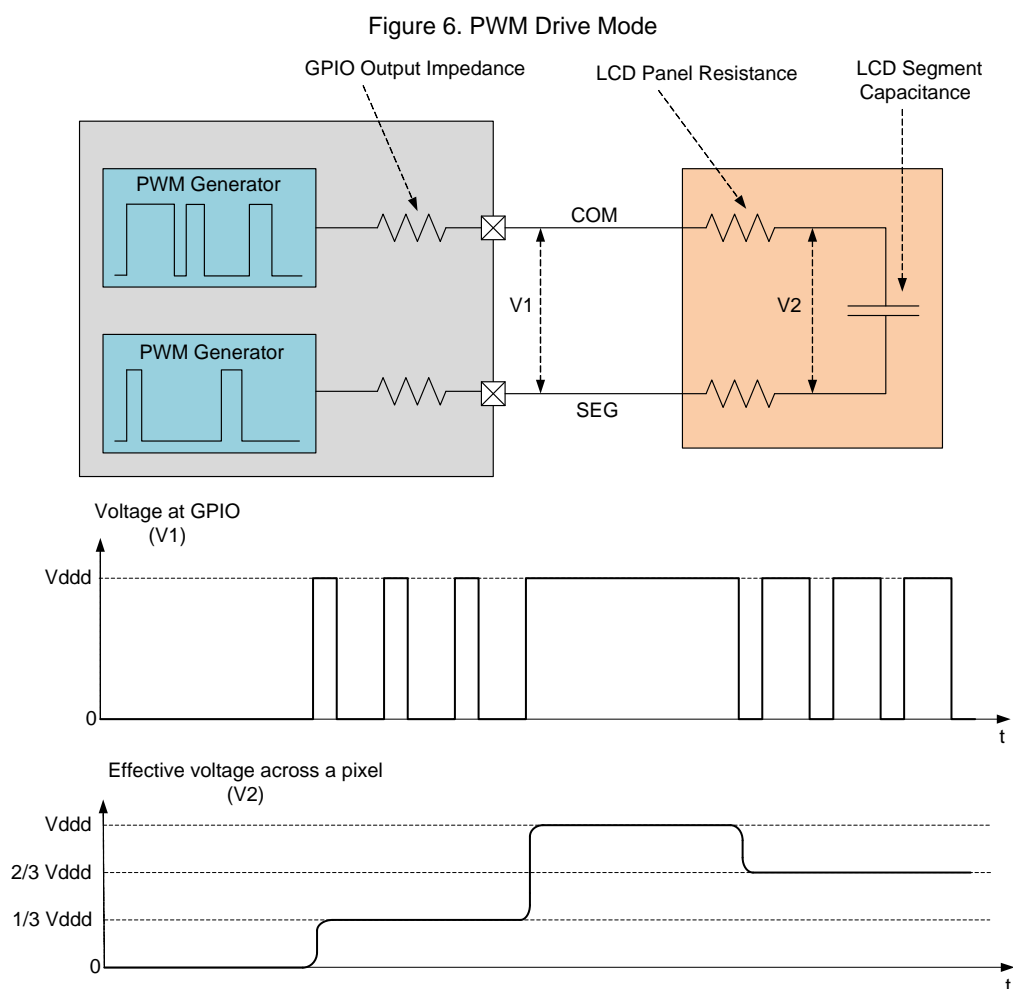 Figure 6. PWM Drive Mode
GPIO Output Impedance
LCD Panel Resistance
LCD Segment
Capacitance
PWM Generator
COM
V1
V2
PWM Generator
SEG
Voltage at GPIO
(V1)
Vddd
0
t
Effective voltage across a pixel
(V2)
Vddd
2/3 Vddd
1/3 Vddd
0
t